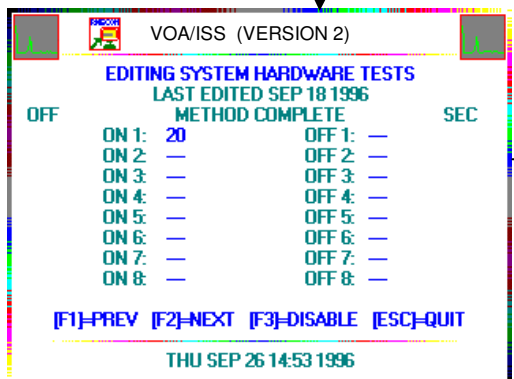 VOA/ISS (VERSION 2)
EDITING SYSTEM HARDWARE TESTS
LAST EDITED SEP 18 1996
OFF METHOD COMPLETE SEC
ON 1: 20 OFF 1: —
ON 2: — OFF 2: —
ON 3: — OFF 3: —
ON 4: — OFF 4: —
ON 5: — OFF 5: —
ON 6: — OFF 6: —
ON 7: — OFF 7: —
ON 8: — OFF 8: —
[F1]=PREV [F2]=NEXT [F3]=DISABLE [ESC]=QUIT
THU SEP 26 14:53 1996